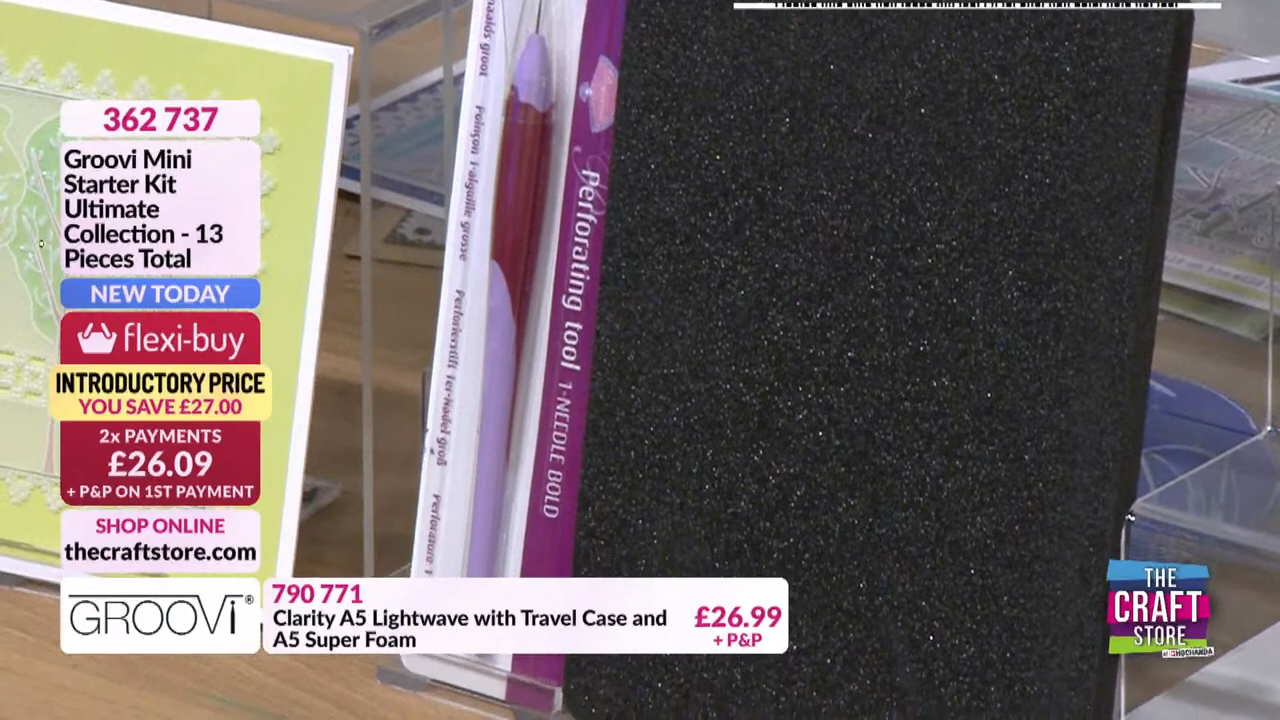 362 737
Groovi Mini
Starter Kit
Ultimate
Collection - 13
Pieces Total
NEW TODAY
flexi-buy
INTRODUCTORY PRICE
YOU SAVE £27.00
2x PAYMENTS
£26.09
+ P&P ON 1ST PAYMENT
SHOP ONLINE
thecraftstore.com
GROOVi®
790 771
Clarity A5 Lightwave with Travel Case and
A5 Super Foam
£26.99
+ P&P
Perforating tool 1-NEEDLE BOLD
THE
CRAFT
STORE
HOCHANDA